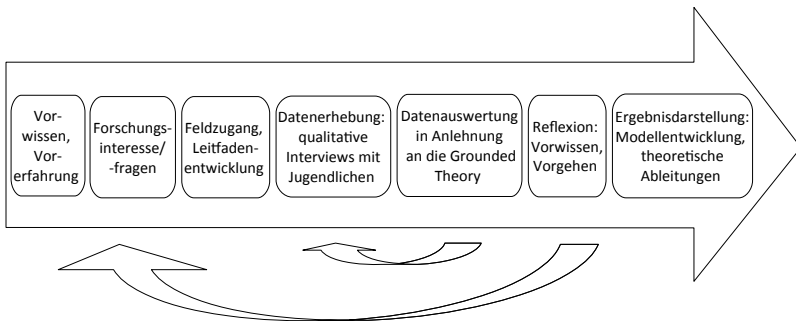 Vor-
wissen,
Vor-
erfahrung
Forschungs-
interesse/
-fragen
Feldzugang,
Leitfaden-
entwicklung
Datenerhebung:
qualitative
Interviews mit
Jugendlichen
Datenauswertung
in Anlehnung
an die Grounded
Theory
Reflexion:
Vorwissen,
Vorgehen
Ergebnisdarstellung:
Modellentwicklung,
theoretische
Ableitungen